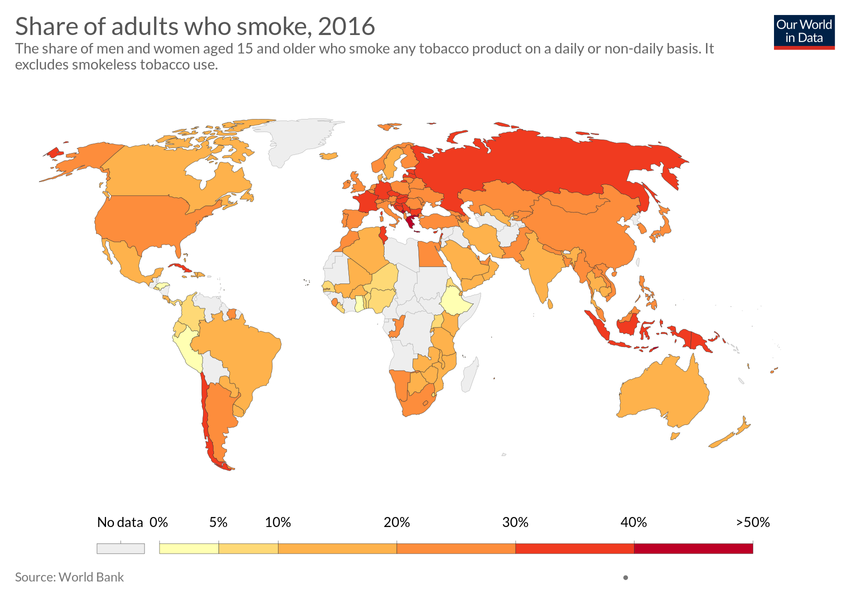 Share of adults who smoke, 2016
The share of men and women aged 15 and older who smoke any tobacco product on a daily or non-daily basis. It
excludes smokeless tobacco use.
Our World
in Data
No data 0% 5% 10% 20% 30% 40% >50%
Source: World Bank